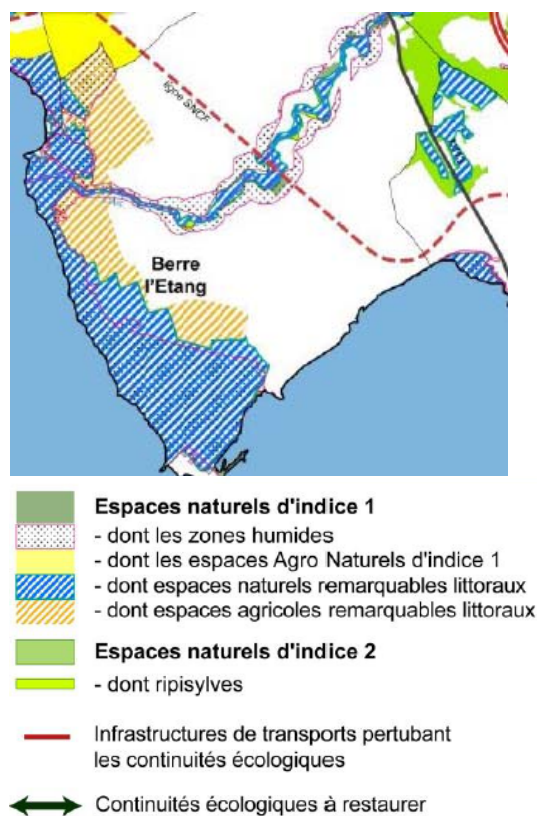 ligne SNCF
Berre
l'Etang
Espaces naturels d'indice 1
- dont les zones humides
- dont les espaces Agro Naturels d'indice 1
- dont espaces naturels remarquables littoraux
- dont espaces agricoles remarquables littoraux
Espaces naturels d'indice 2
- dont ripisylves
Infrastructures de transports pertubant
les continuités écologiques
Continuités écologiques à restaurer